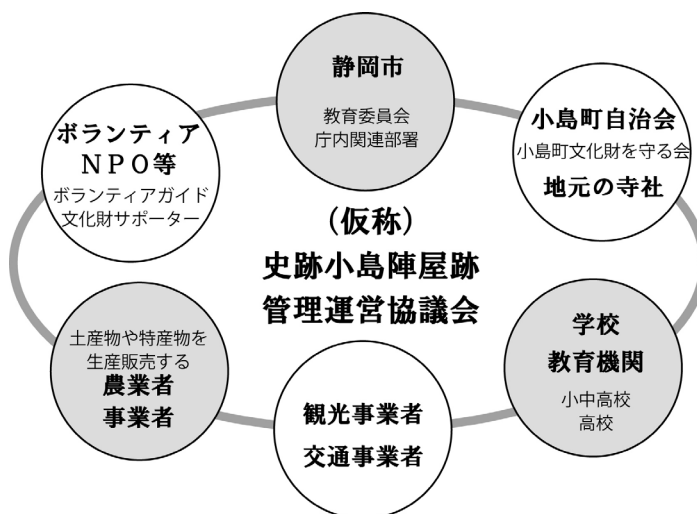 静岡市
教育委員会
庁内関連部署
ボランティア
ＮＰＯ等
ボランティアガイド
文化財サポーター
小島町自治会
小島町文化財を守る会
地元の寺社
（仮称）
史跡小島陣屋跡
管理運営協議会
土産物や特産物を
生産販売する
農業者
事業者
学校
教育機関
小中高校
高校
観光事業者
交通事業者